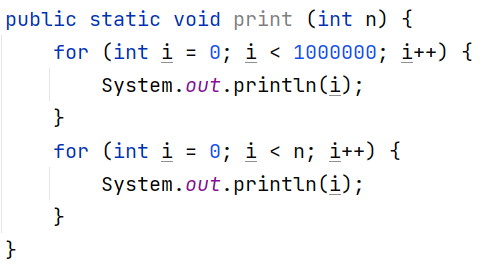 public static void print (int n) {
    for (int i = 0; i < 1000000; i++) {
        System.out.println(i);
    }
    for (int i = 0; i < n; i++) {
        System.out.println(i);
    }
}